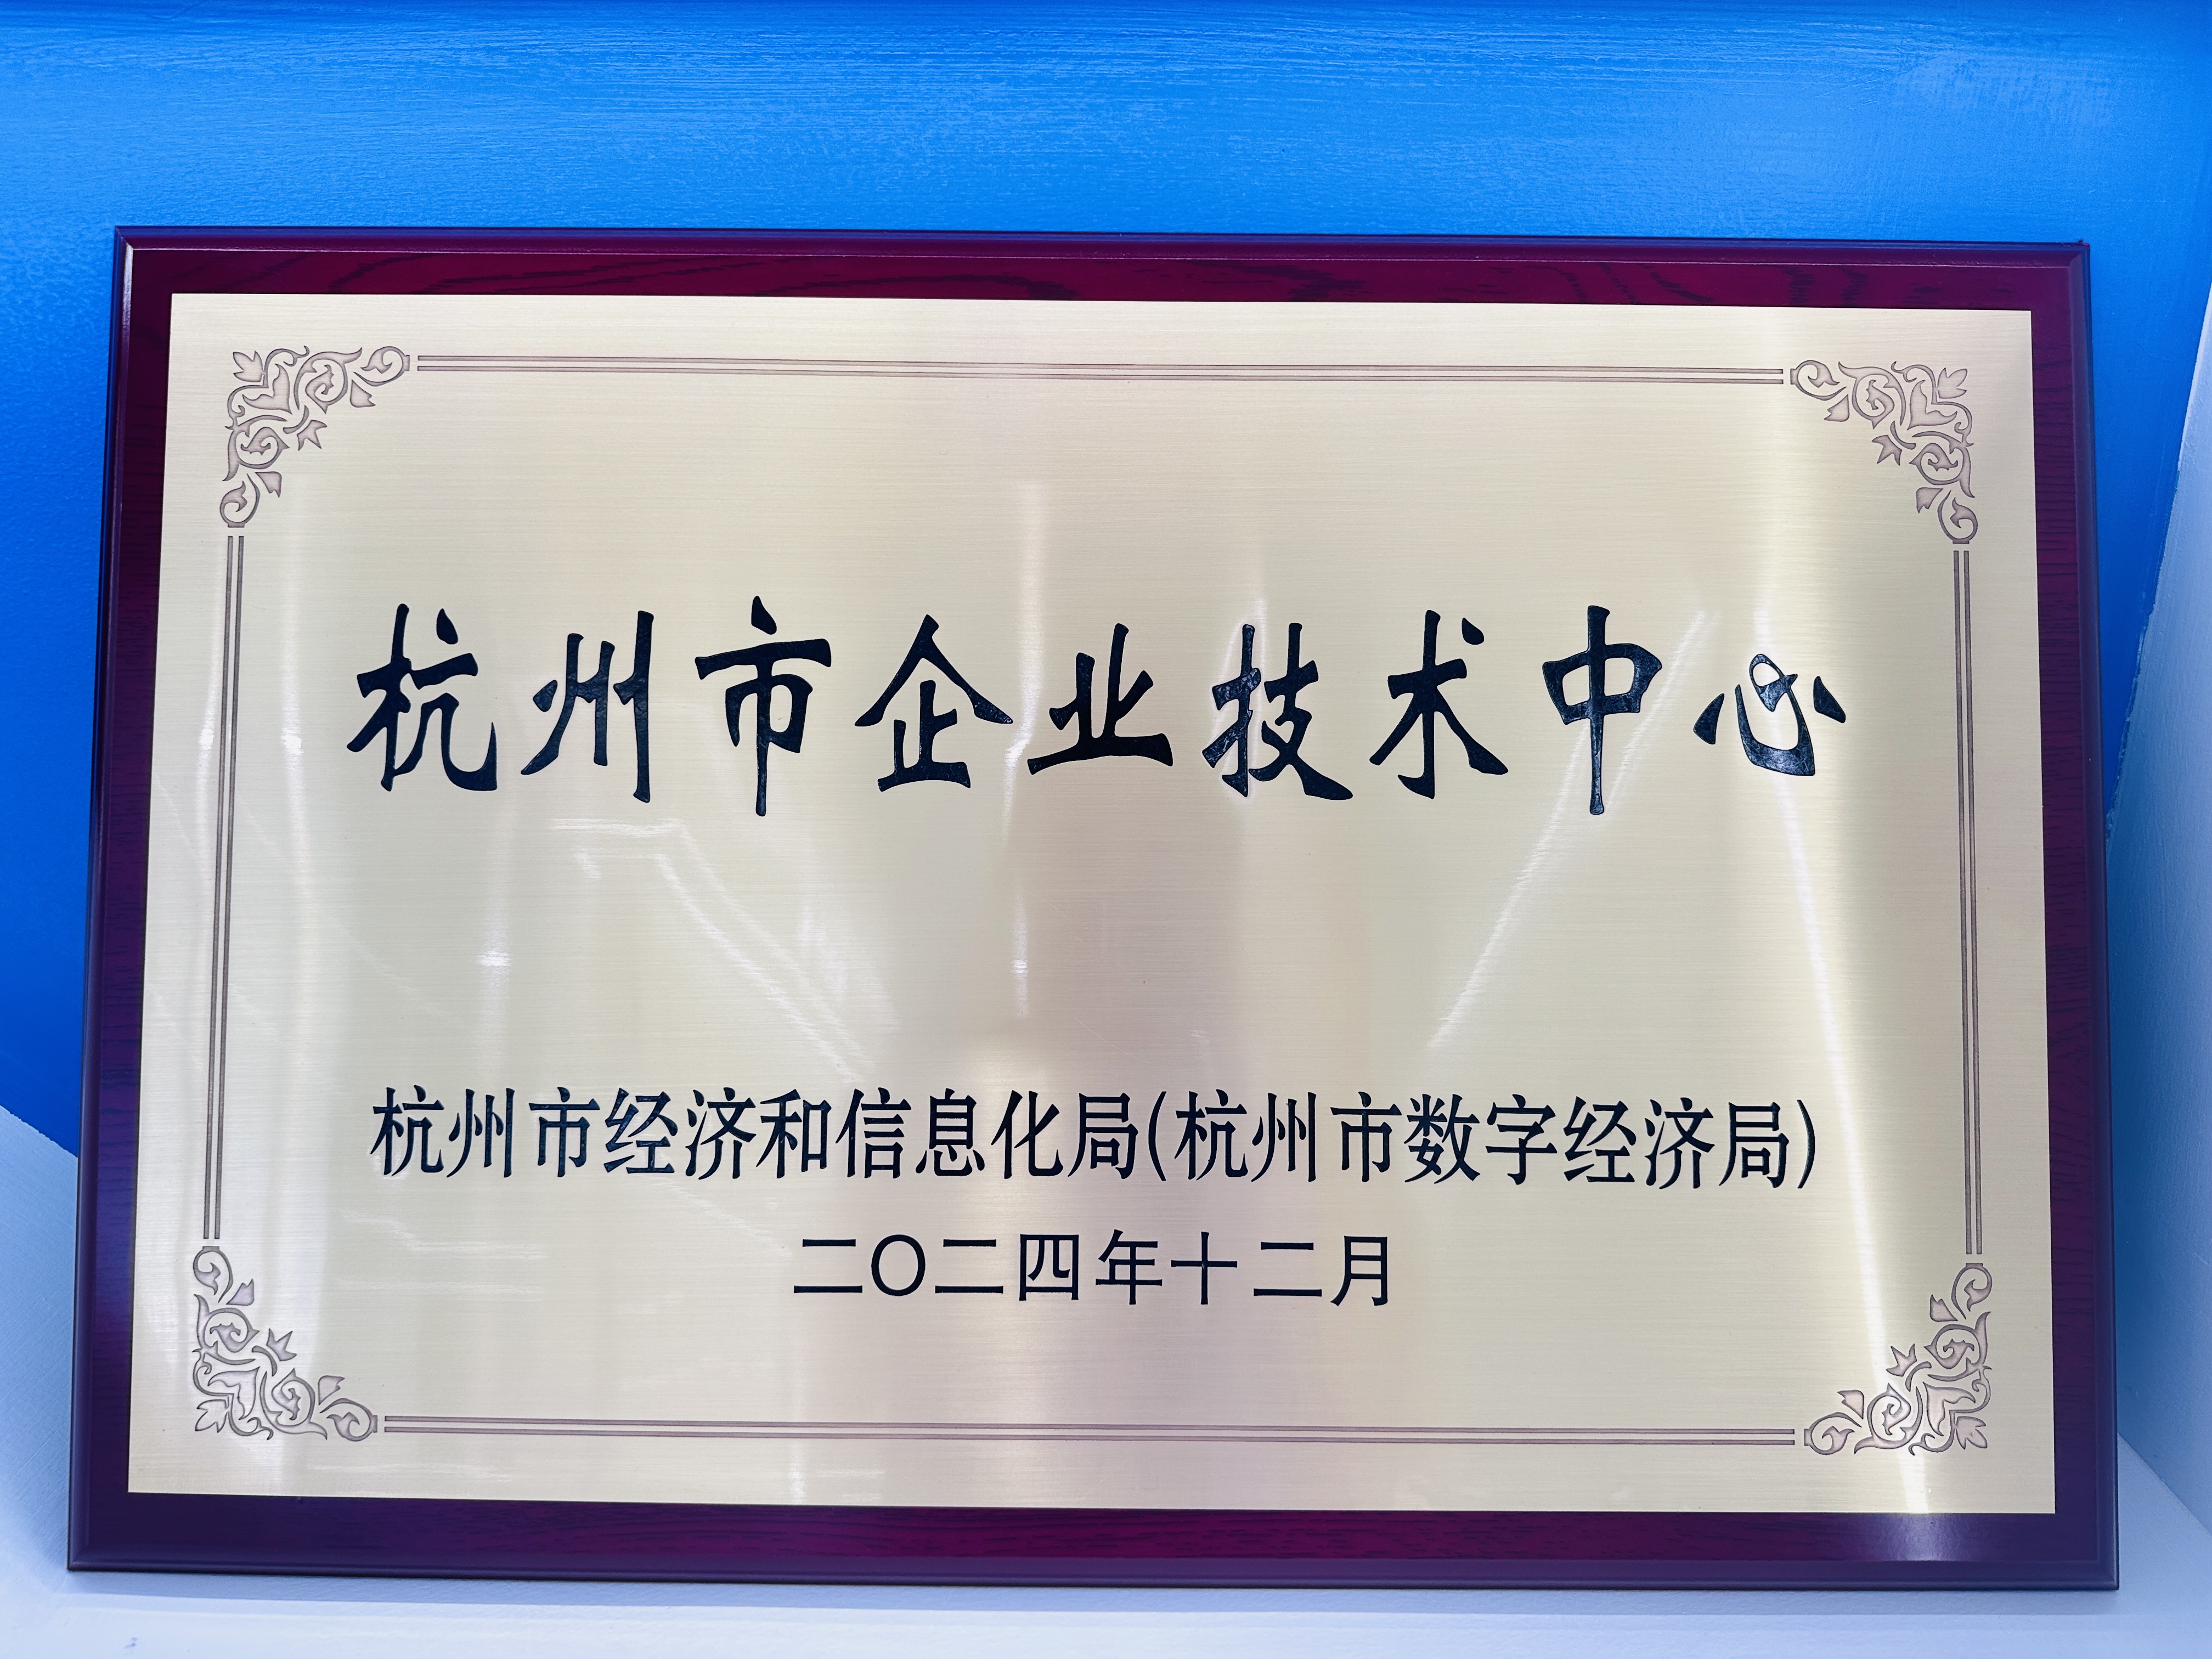 杭州市企业技术中心
杭州市经济和信息化局(杭州市数字经济局)
二〇二四年十二月